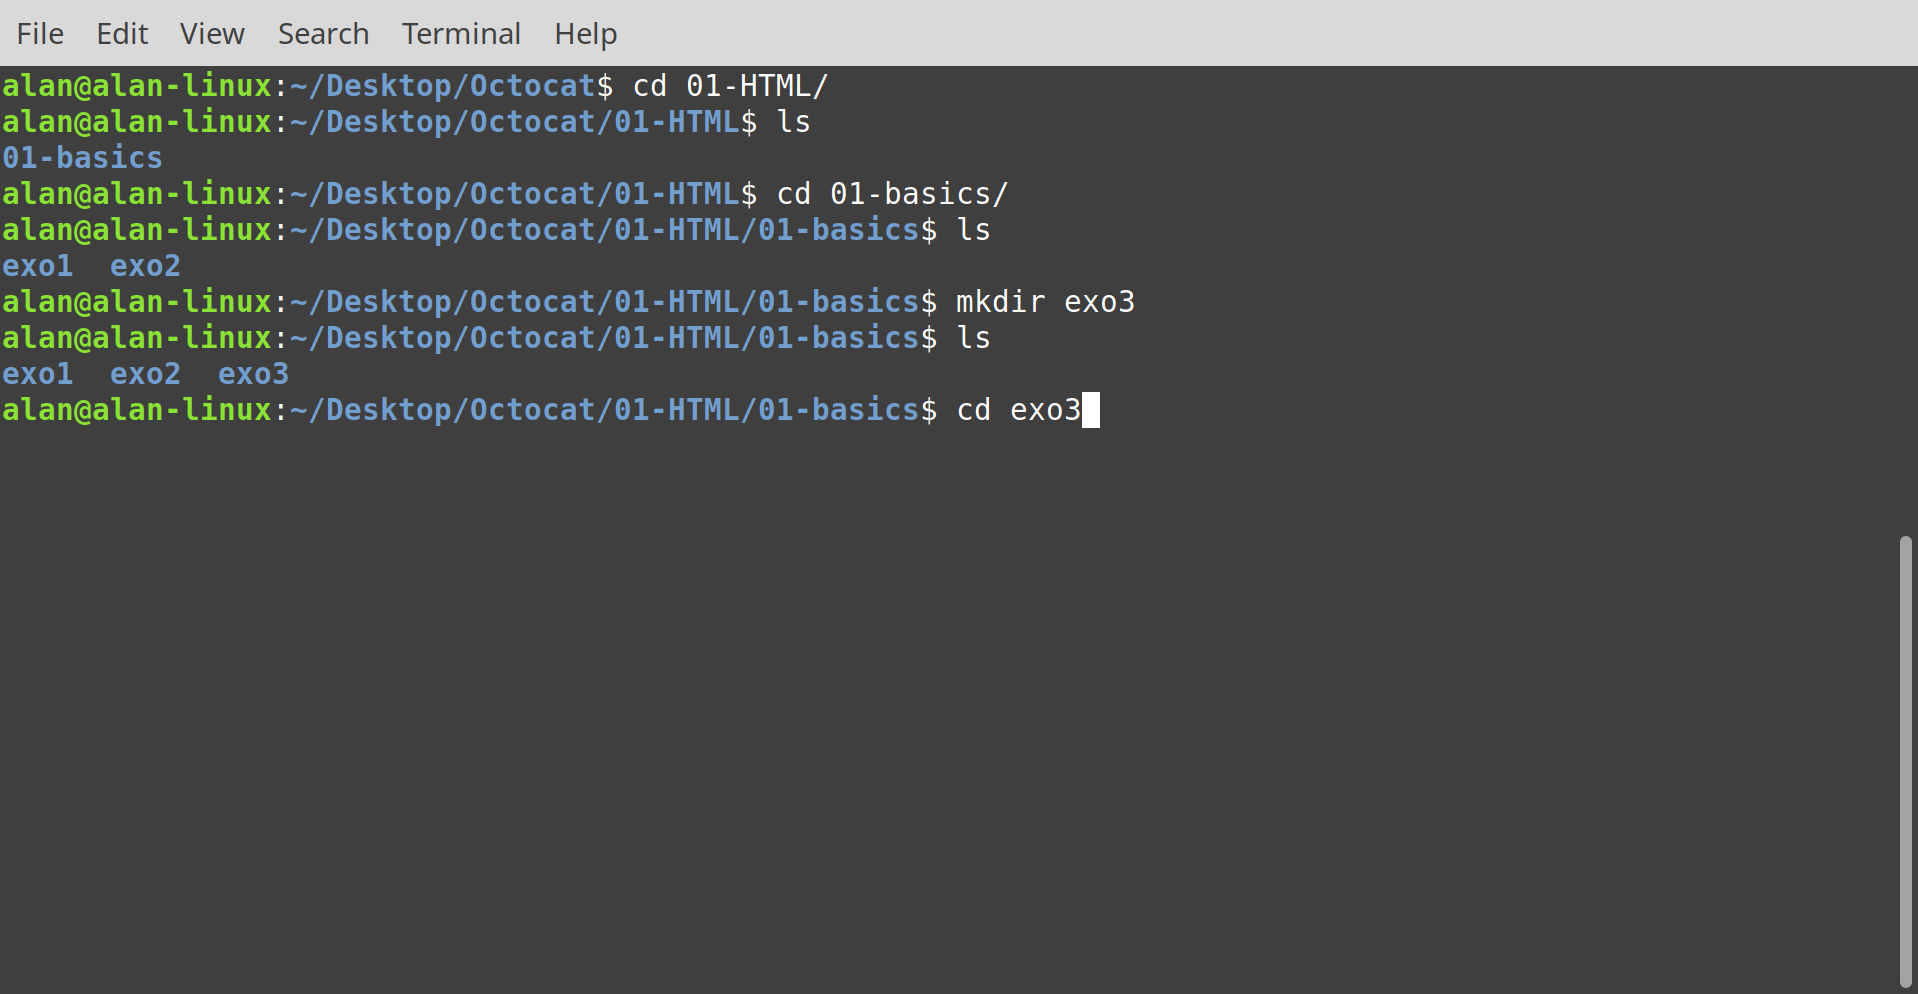 File Edit View Search Terminal Help
alan@alan-linux:~/Desktop/Octocat$ cd 01-HTML/
alan@alan-linux:~/Desktop/Octocat/01-HTML$ ls
01-basics
alan@alan-linux:~/Desktop/Octocat/01-HTML$ cd 01-basics/
alan@alan-linux:~/Desktop/Octocat/01-HTML/01-basics$ ls
exo1  exo2
alan@alan-linux:~/Desktop/Octocat/01-HTML/01-basics$ mkdir exo3
alan@alan-linux:~/Desktop/Octocat/01-HTML/01-basics$ ls
exo1  exo2  exo3
alan@alan-linux:~/Desktop/Octocat/01-HTML/01-basics$ cd exo3